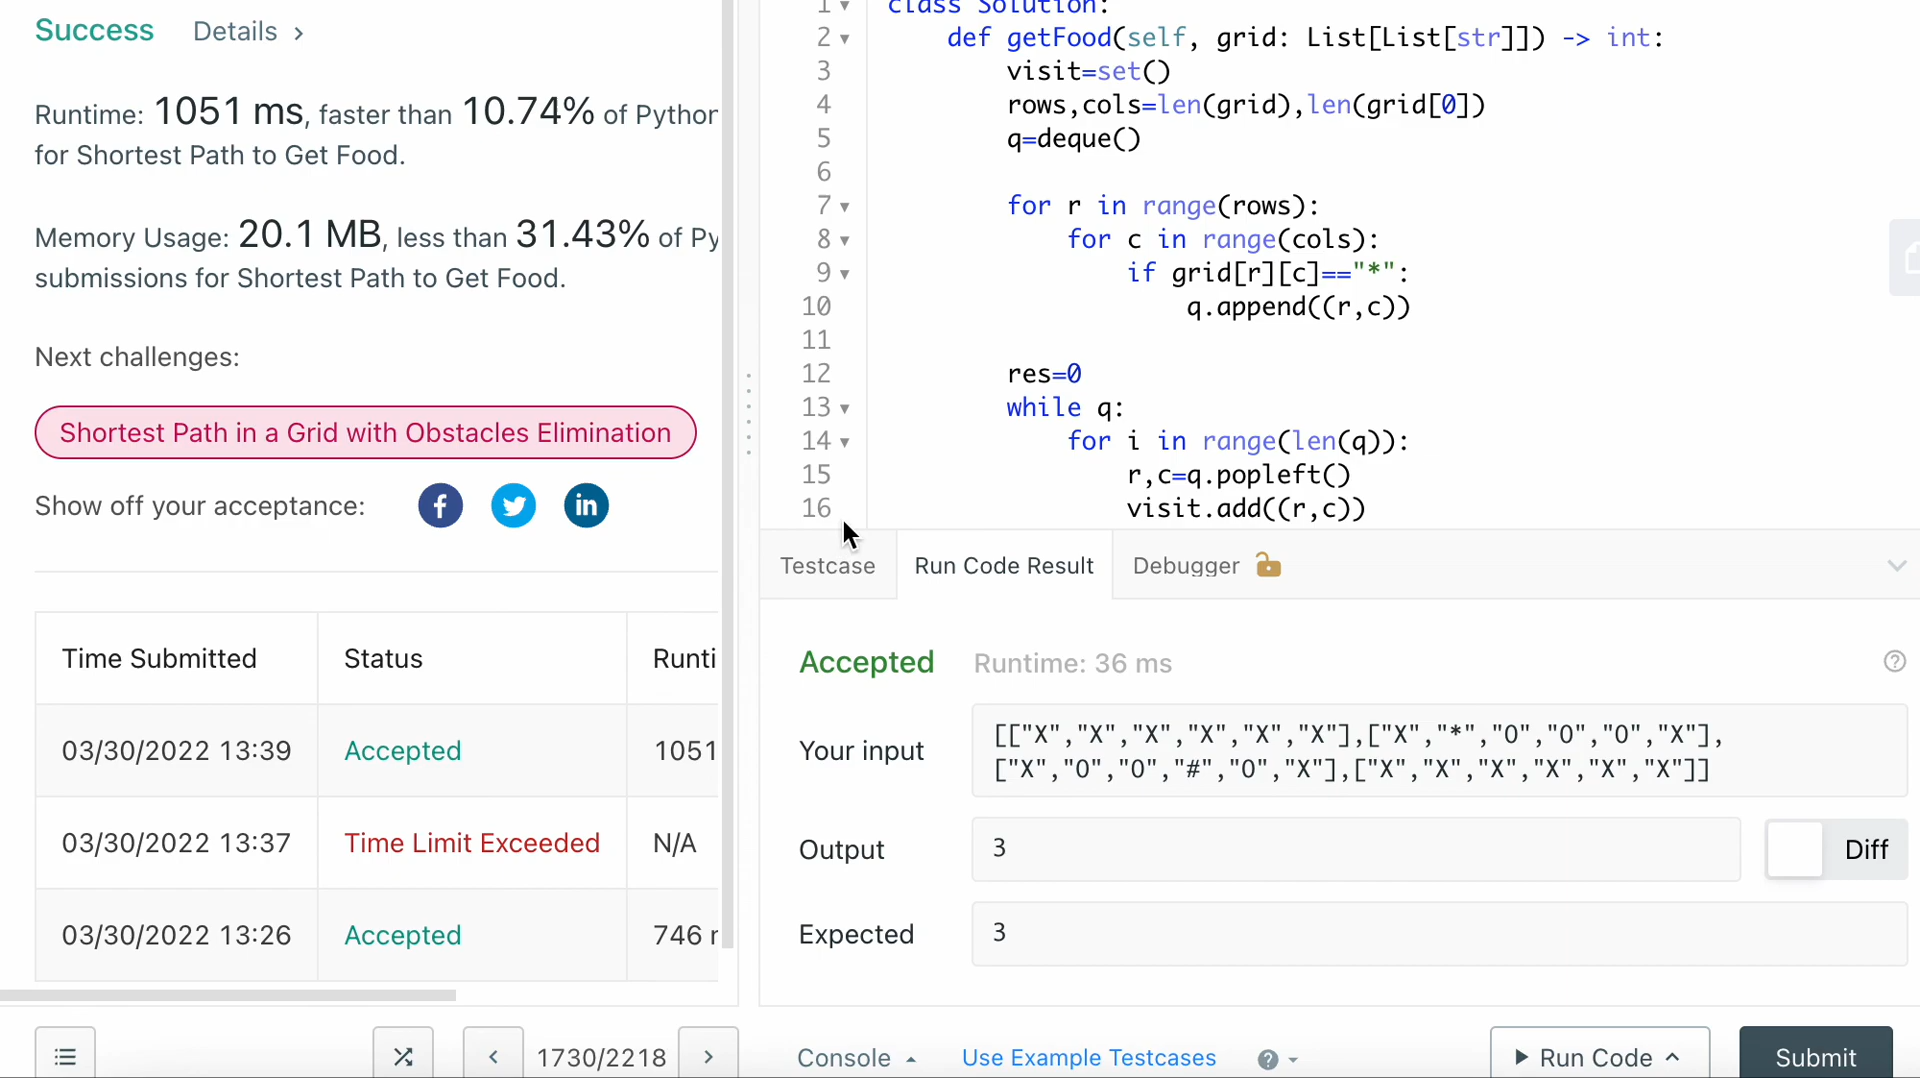 Success Details >
Runtime: 1051 ms, faster than 10.74% of Python
for Shortest Path to Get Food.
Memory Usage: 20.1 MB, less than 31.43% of Py
submissions for Shortest Path to Get Food.
Next challenges:
Shortest Path in a Grid with Obstacles Elimination
Show off your acceptance:
f
in
Time Submitted Status Runti
03/30/2022 13:39 Accepted 1051
03/30/2022 13:37 Time Limit Exceeded N/A
03/30/2022 13:26 Accepted 746
1730/2218
1 class Solution:
2 def getFood(self, grid: List[List[str]]) -> int:
3 visit=set()
4 rows,cols=len(grid),len(grid[0])
5 q=deque()
6
7 for r in range(rows):
8 for c in range(cols):
9 if grid[r][c]=="*":
10 q.append((r,c))
11
12 res=0
13 while q:
14 for i in range(len(q)):
15 r,c=q.popleft()
16 visit.add((r,c))
Testcase Run Code Result Debugger
Accepted Runtime: 36 ms
?
Your input
[["X","X","X","X","X","X"],["X","*","O","O","O","X"],
["X","O","O","#","O","X"],["X","X","X","X","X","X"]]
Output 3 Diff
Expected 3
Console Use Example Testcases ? Run Code Submit